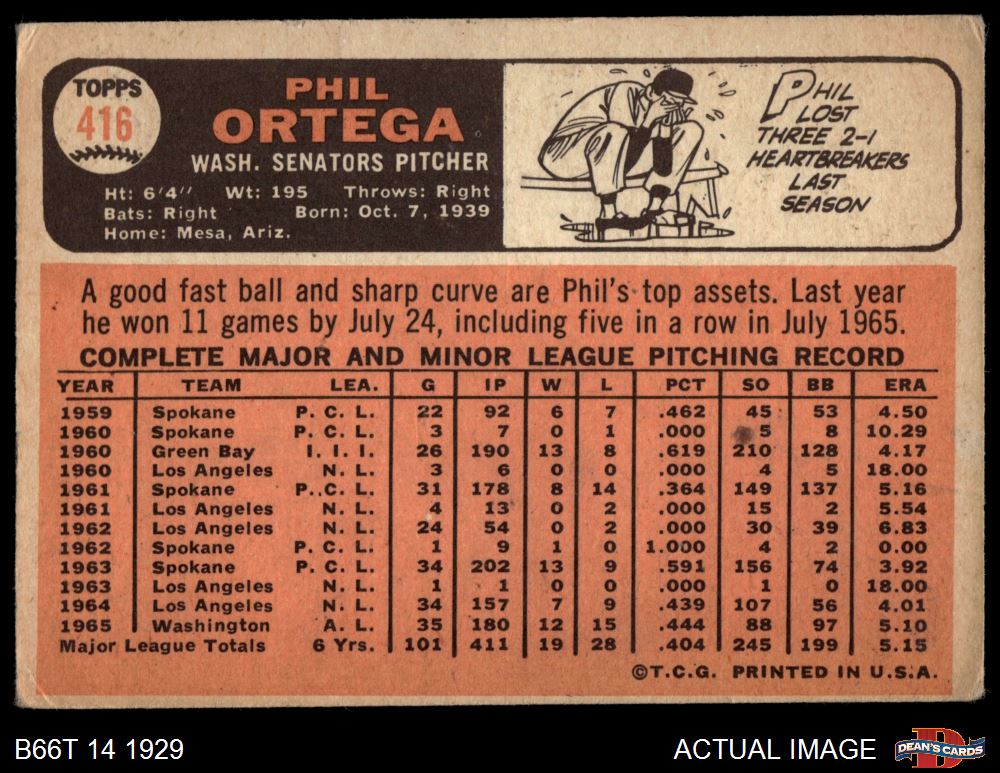 TOPPS
416
PHIL
ORTEGA
WASH. SENATORS PITCHER
Ht: 6'4" Wt: 195 Throws: Right
Bats: Right Born: Oct. 7, 1939
Home: Mesa, Ariz.
PHIL
LOST
THREE 2-1
HEARTBREAKERS
LAST
SEASON
A good fast ball and sharp curve are Phil's top assets. Last year
he won 11 games by July 24, including five in a row in July 1965.
COMPLETE MAJOR AND MINOR LEAGUE PITCHING RECORD
YEAR TEAM LEA. G IP W L PCT SO BB ERA
1959 Spokane P. C. L. 22 92 6 7 .462 45 53 4.50
1960 Spokane P. C. L. 3 7 0 1 .000 5 8 10.29
1960 Green Bay I. I. I. 26 190 13 8 .619 210 128 4.17
1960 Los Angeles N. L. 3 6 0 0 .000 4 5 18.00
1961 Spokane P. C. L. 31 178 8 14 .364 149 137 5.16
1961 Los Angeles N. L. 4 13 0 2 .000 15 2 5.54
1962 Los Angeles N. L. 24 54 0 2 .000 30 39 6.83
1962 Spokane P. C. L. 1 9 1 0 1.000 4 2 0.00
1963 Spokane P. C. L. 34 202 13 9 .591 156 74 3.92
1963 Los Angeles N. L. 1 1 0 0 .000 1 0 18.00
1964 Los Angeles N. L. 34 157 7 9 .439 107 56 4.01
1965 Washington A. L. 35 180 12 15 .444 88 97 5.10
Major League Totals 6 Yrs. 101 411 19 28 .404 245 199 5.15
©T.C.G. PRINTED IN U.S.A.
B66T 14 1929
ACTUAL IMAGE
DEAN'S CARDS